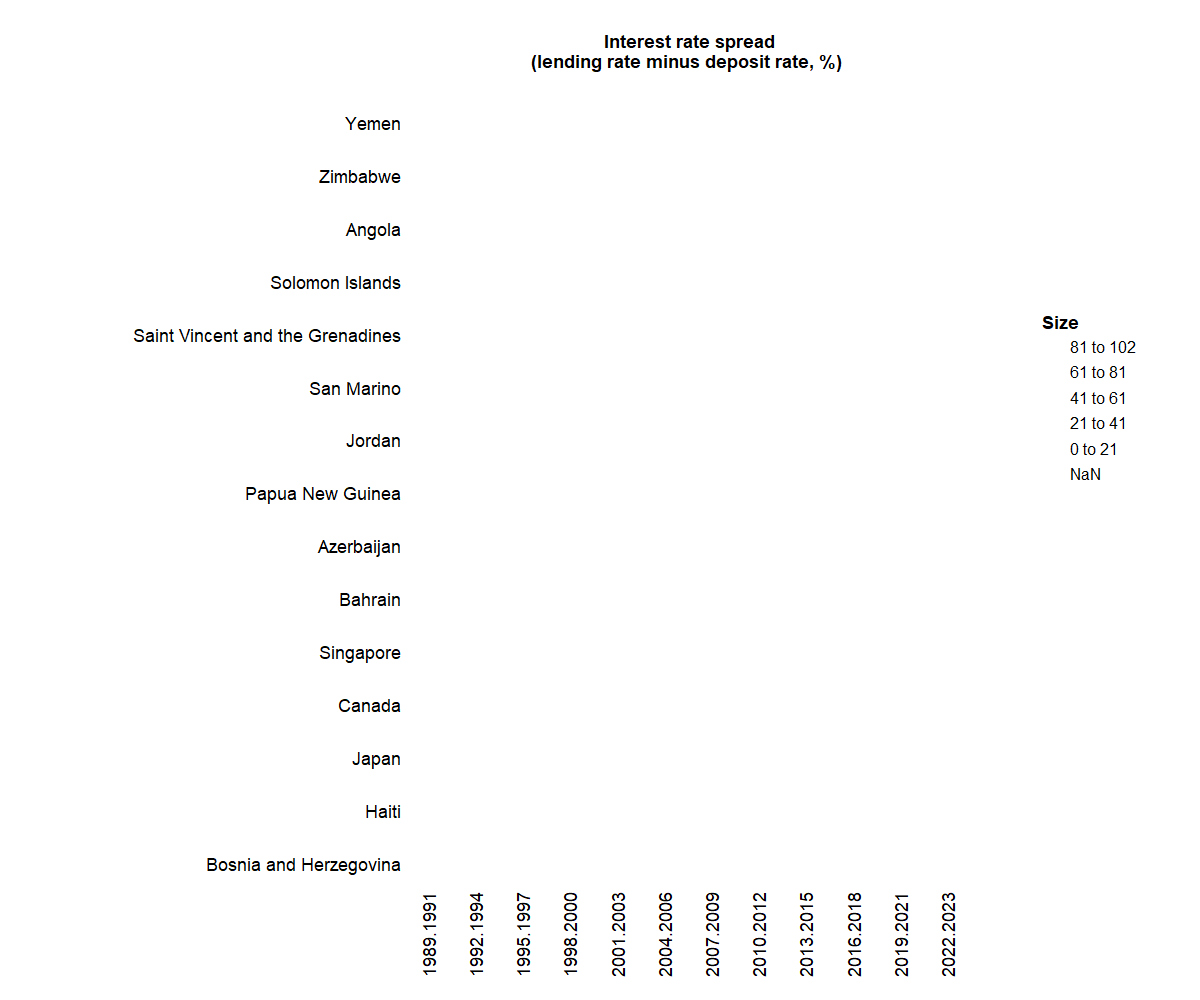 Interest rate spread
(lending rate minus deposit rate, %)
Yemen
Zimbabwe
Angola
Solomon Islands
Saint Vincent and the Grenadines
San Marino
Jordan
Papua New Guinea
Azerbaijan
Bahrain
Singapore
Canada
Japan
Haiti
Bosnia and Herzegovina
1989.1991
1992.1994
1995.1997
1998.2000
2001.2003
2004.2006
2007.2009
2010.2012
2013.2015
2016.2018
2019.2021
2022.2023
Size
81 to 102
61 to 81
41 to 61
21 to 41
0 to 21
NaN